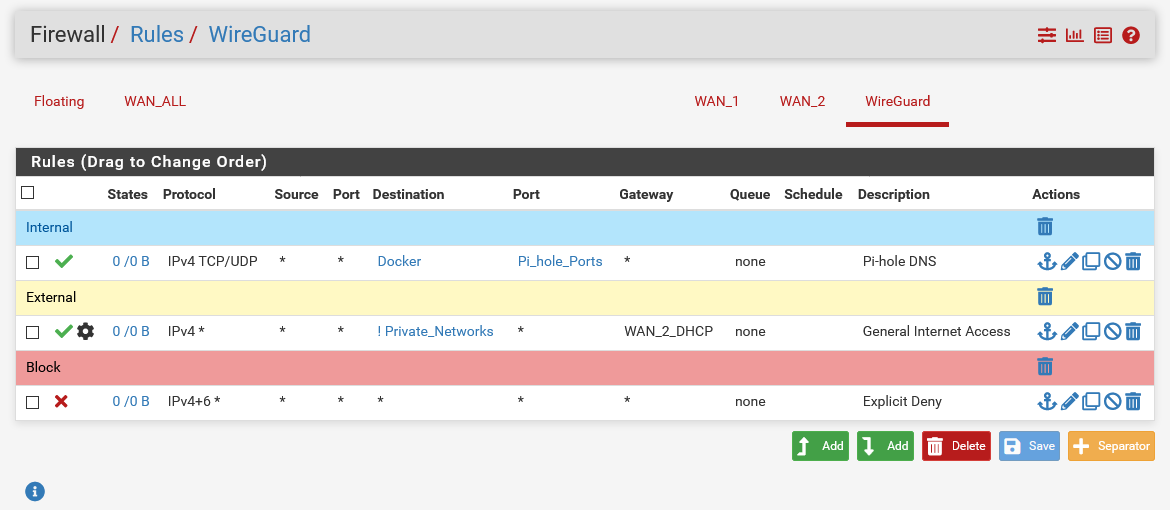 Firewall / Rules / WireGuard
Floating WAN_ALL WAN_1 WAN_2 WireGuard
Rules (Drag to Change Order)
States Protocol Source Port Destination Port Gateway Queue Schedule Description Actions
Internal
0 /0 B IPv4 TCP/UDP * * Docker Pi_hole_Ports * none Pi-hole DNS
External
0 /0 B IPv4 * * * ! Private_Networks * WAN_2_DHCP none General Internet Access
Block
0 /0 B IPv4+6 * * * * * * none Explicit Deny
Add Add Delete Save Separator